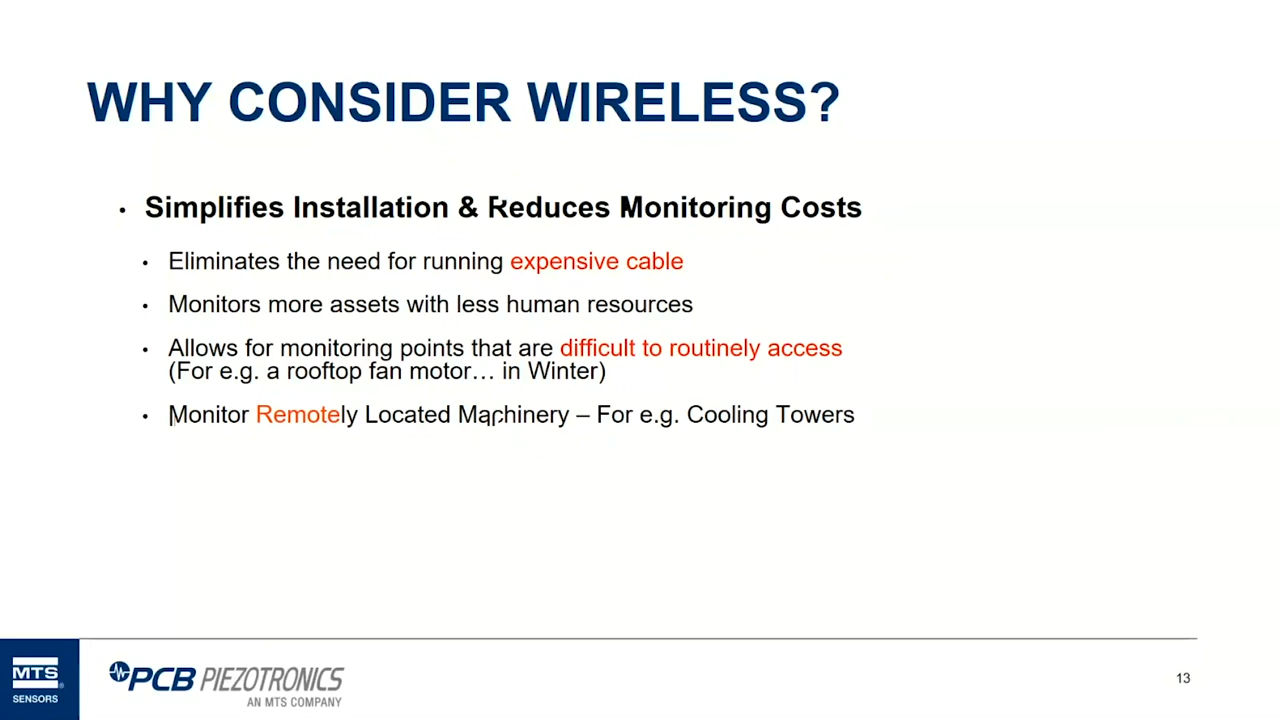 WHY CONSIDER WIRELESS?
• Simplifies Installation & Reduces Monitoring Costs
• Eliminates the need for running expensive cable
• Monitors more assets with less human resources
• Allows for monitoring points that are difficult to routinely access
(For e.g. a rooftop fan motor… in Winter)
• Monitor Remotely Located Machinery – For e.g. Cooling Towers
MTS
SENSORS
PCB PIEZOTRONICS
AN MTS COMPANY
13